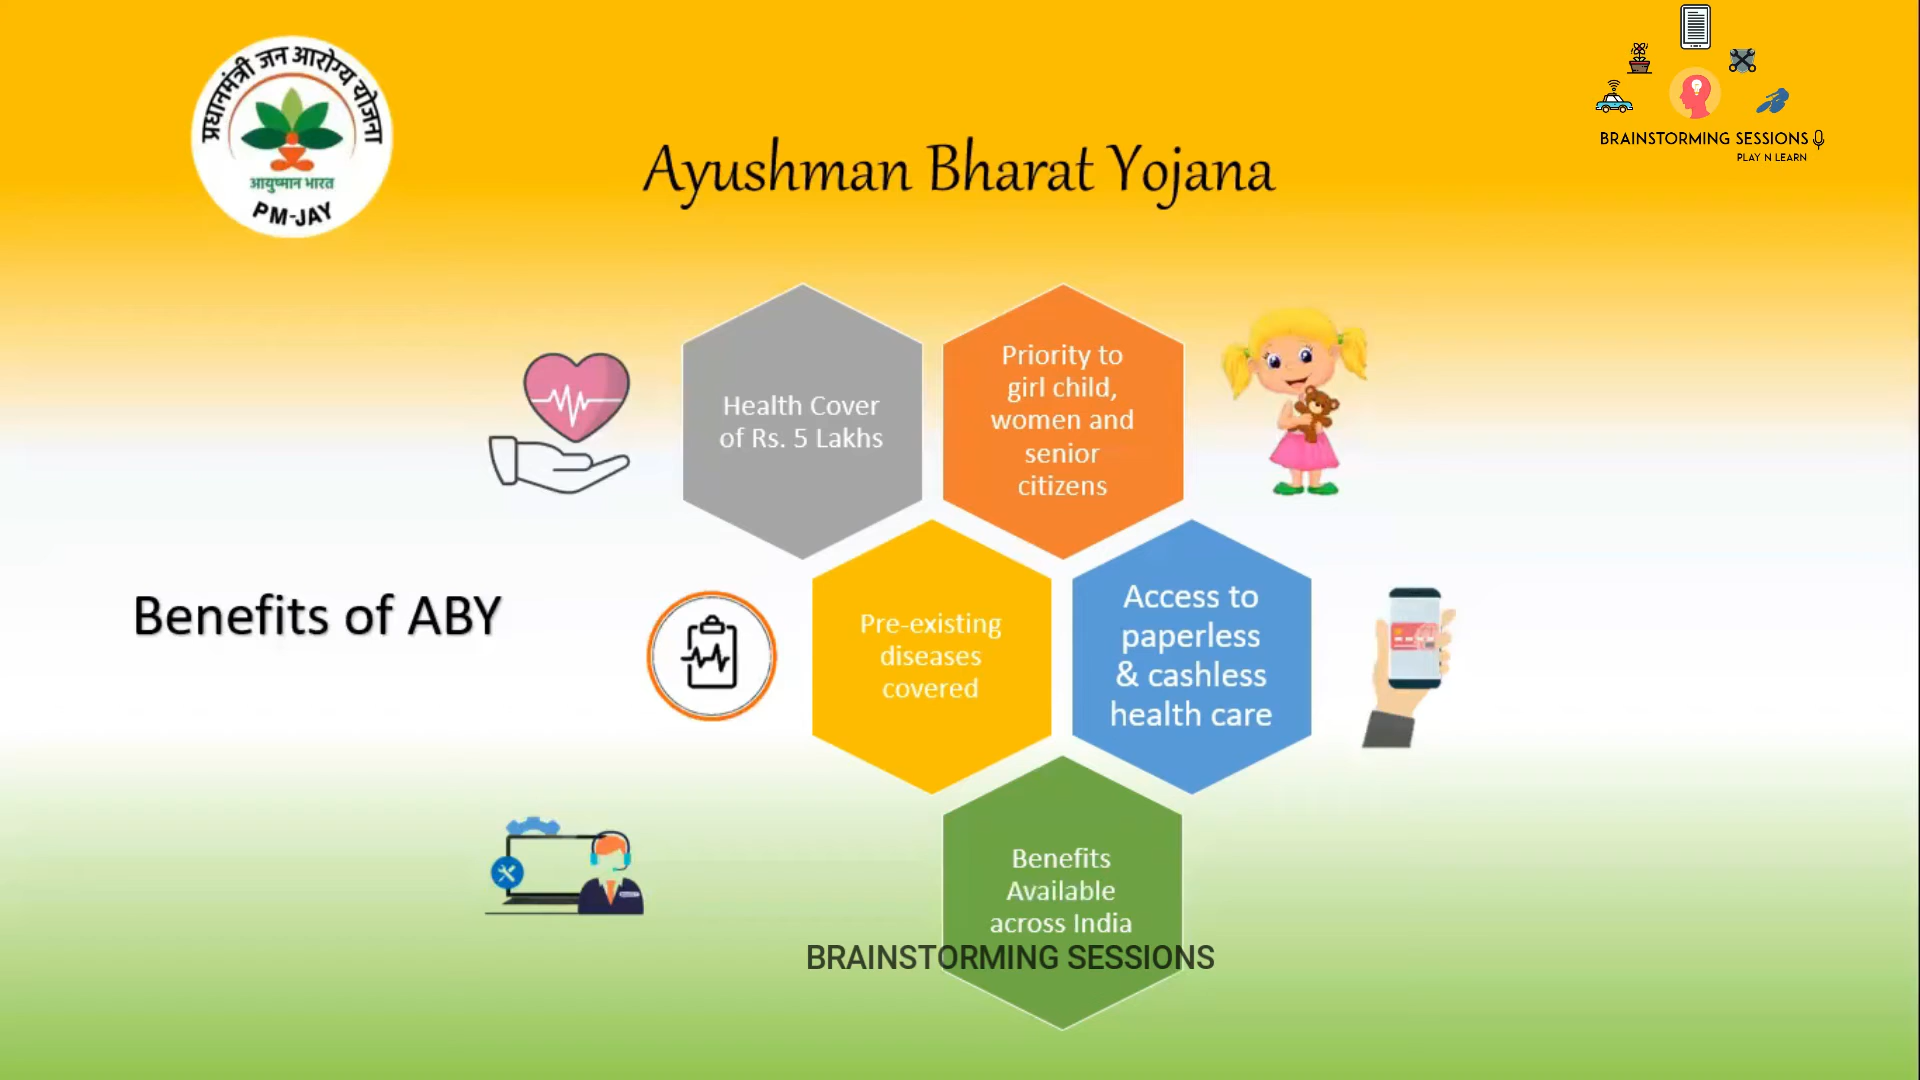 प्रधानमंत्री जन आरोग्य योजना
आयुष्मान भारत
PM-JAY
Ayushman Bharat Yojana
BRAINSTORMING SESSIONS
PLAY N LEARN
Health Cover
of Rs. 5 Lakhs
Priority to
girl child,
women and
senior
citizens
Benefits of ABY
Pre-existing
diseases
covered
Access to
paperless
& cashless
health care
Benefits
Available
across India
BRAINSTORMING SESSIONS